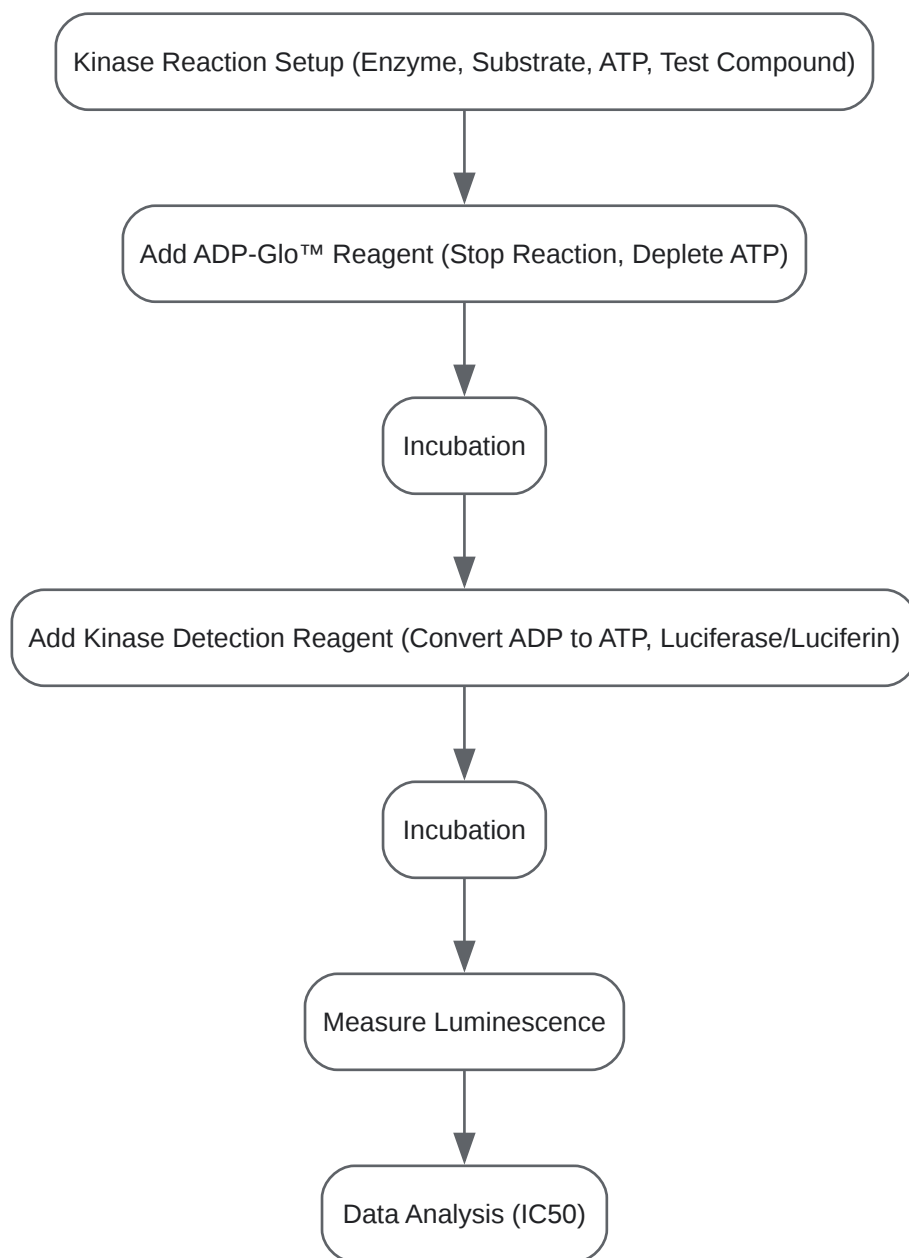 Kinase Reaction Setup (Enzyme, Substrate, ATP, Test Compound)
Add ADP-Glo™ Reagent (Stop Reaction, Deplete ATP)
Incubation
Add Kinase Detection Reagent (Convert ADP to ATP, Luciferase/Luciferin)
Incubation
Measure Luminescence
Data Analysis (IC50)